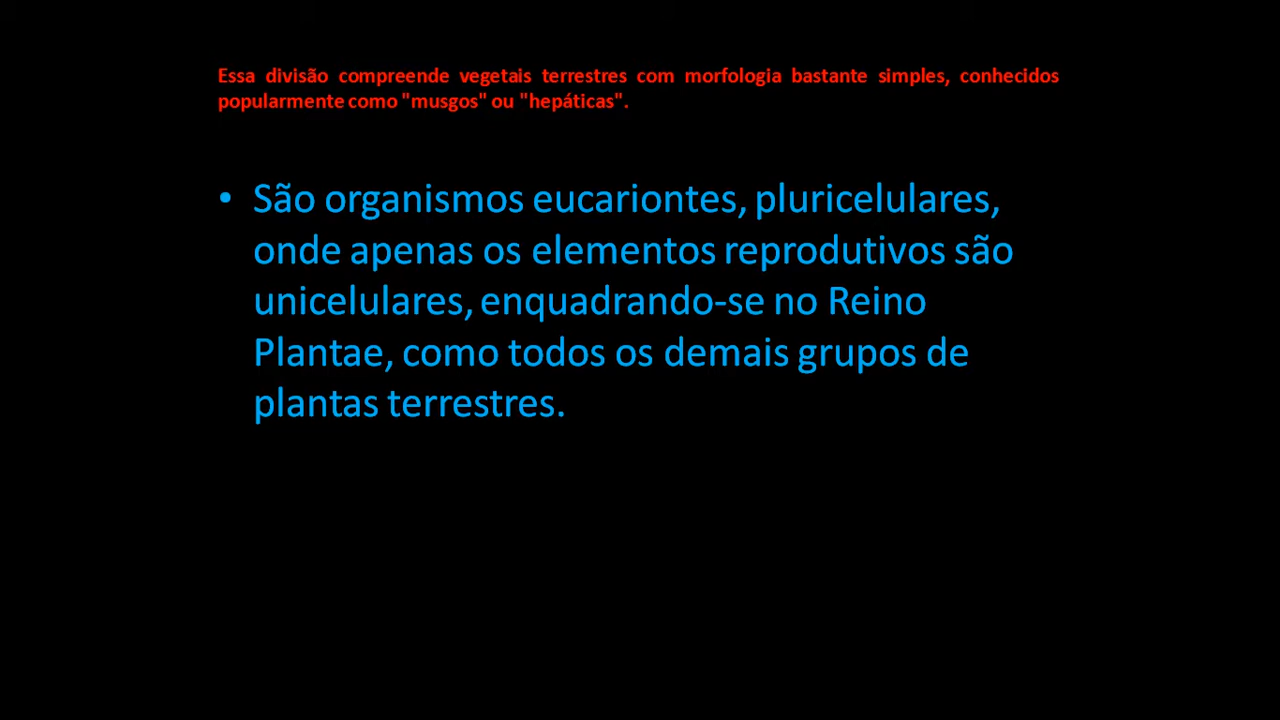 Essa divisão compreende vegetais terrestres com morfologia bastante simples, conhecidos
popularmente como "musgos" ou "hepáticas".
• São organismos eucariontes, pluricelulares,
onde apenas os elementos reprodutivos são
unicelulares, enquadrando-se no Reino
Plantae, como todos os demais grupos de
plantas terrestres.